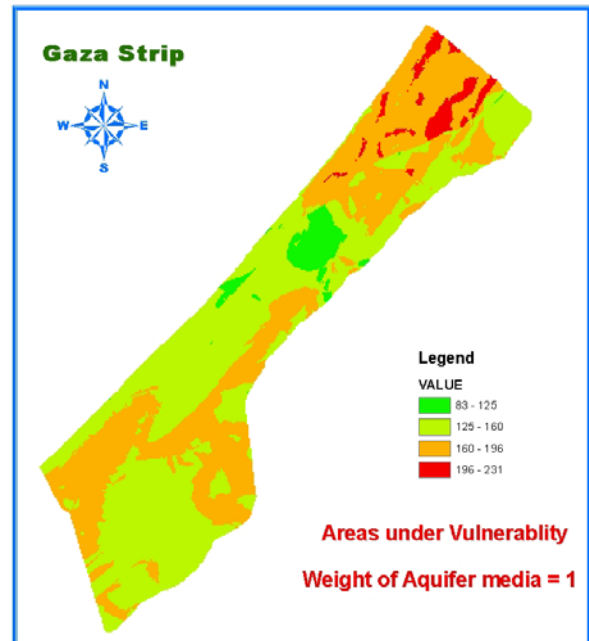 Gaza Strip
N
W E
S
Legend
VALUE
83 - 125
125 - 160
160 - 196
196 - 231
Areas under Vulnerablity
Weight of Aquifer media = 1